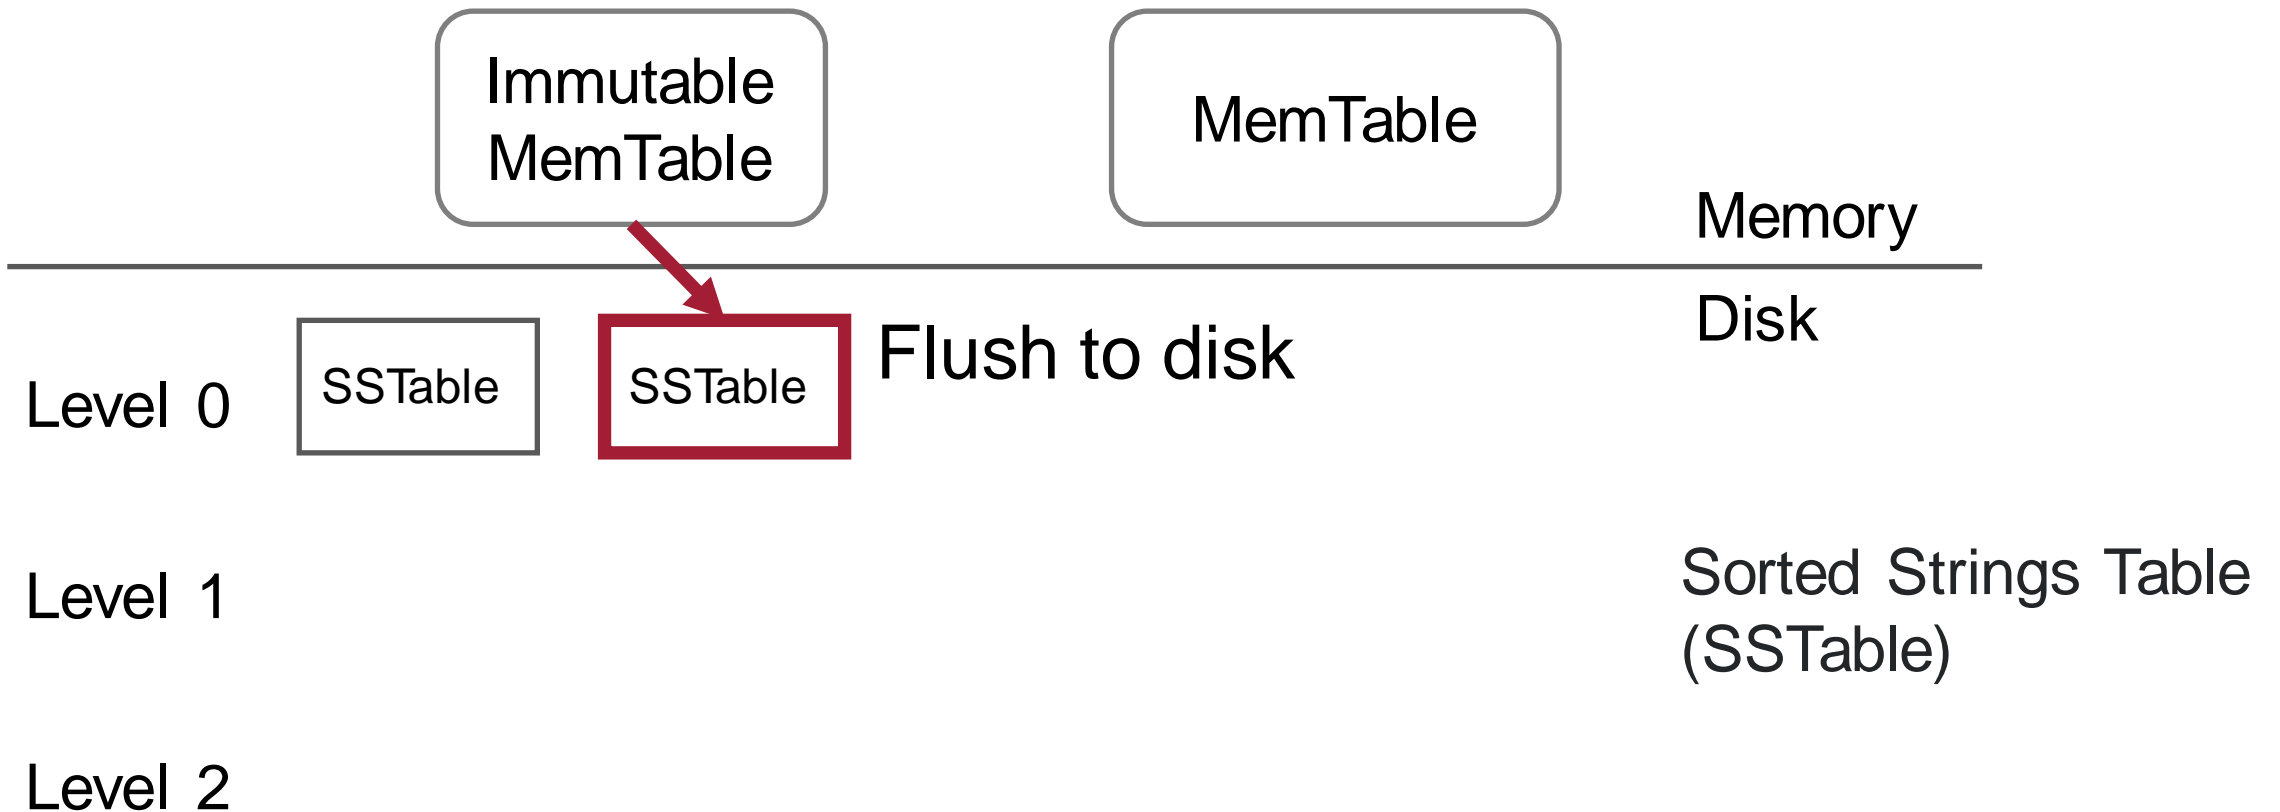 Immutable
MemTable
MemTable
Memory
Disk
Flush to disk
Level 0
SSTable
SSTable
Level 1
Sorted Strings Table
(SSTable)
Level 2